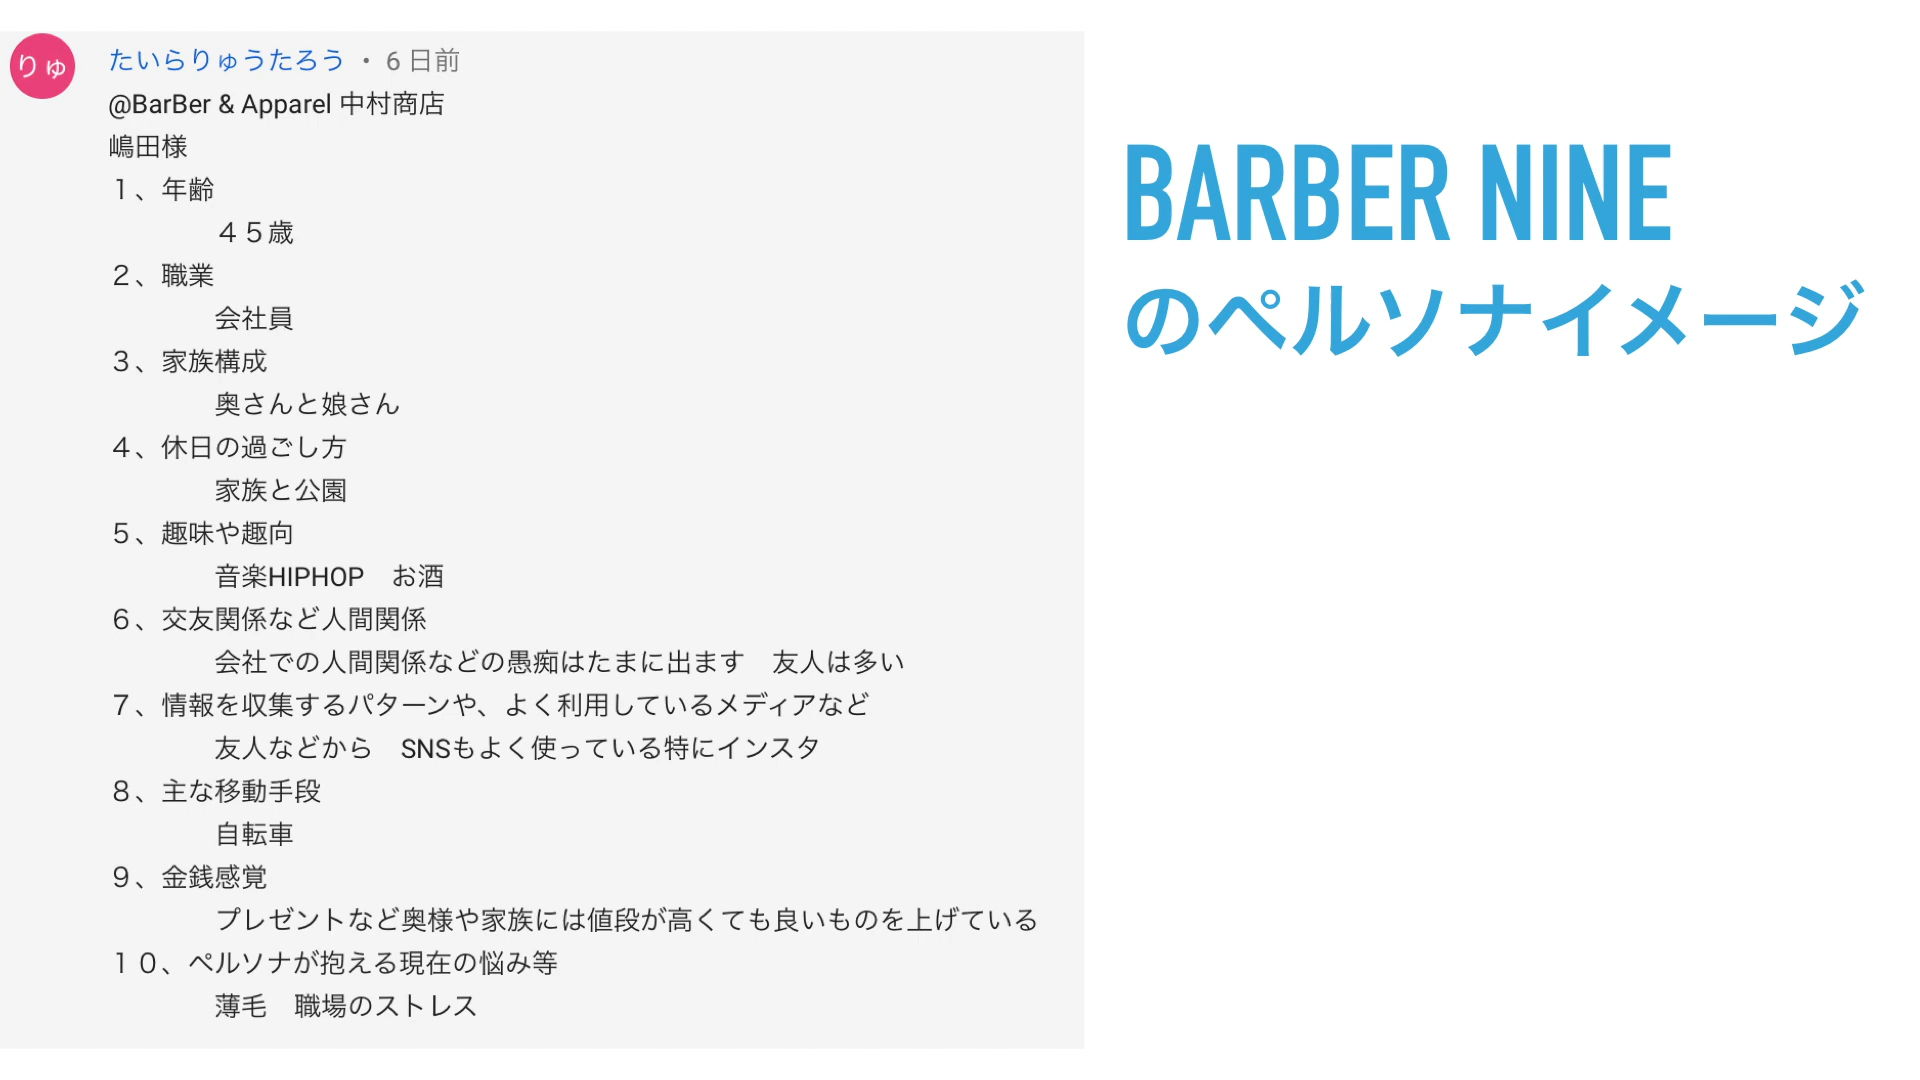 りゅ
たいらりゅうたろう ・ 6 日前
@BarBer & Apparel 中村商店
嶋田様
１、年齢
４５歳
２、職業
会社員
３、家族構成
奥さんと娘さん
４、休日の過ごし方
家族と公園
５、趣味や趣向
音楽HIPHOP　お酒
６、交友関係など人間関係
会社での人間関係などの愚痴はたまに出ます　友人は多い
７、情報を収集するパターンや、よく利用しているメディアなど
友人などから　SNSもよく使っている特にインスタ
８、主な移動手段
自転車
９、金銭感覚
プレゼントなど奥様や家族には値段が高くても良いものを上げている
１０、ペルソナが抱える現在の悩み等
薄毛　職場のストレス
BARBER NINE
のペルソナイメージ